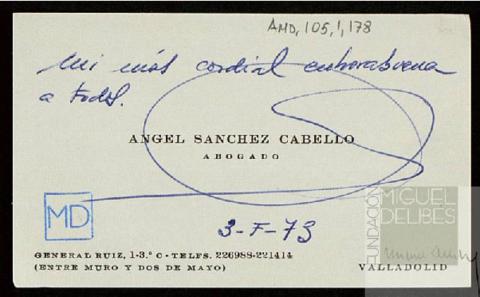 AMD, 105, 1, 178
Mi más cordial enhorabuena
a todos.
ANGEL SANCHEZ CABELLO
ABOGADO
MD
3-F-73
GENERAL RUIZ, 1-3.º C - TELFS. 226988-221414
(ENTRE MURO Y DOS DE MAYO)
VALLADOLID
FUNDACIÓN
MIGUEL
DELIBES